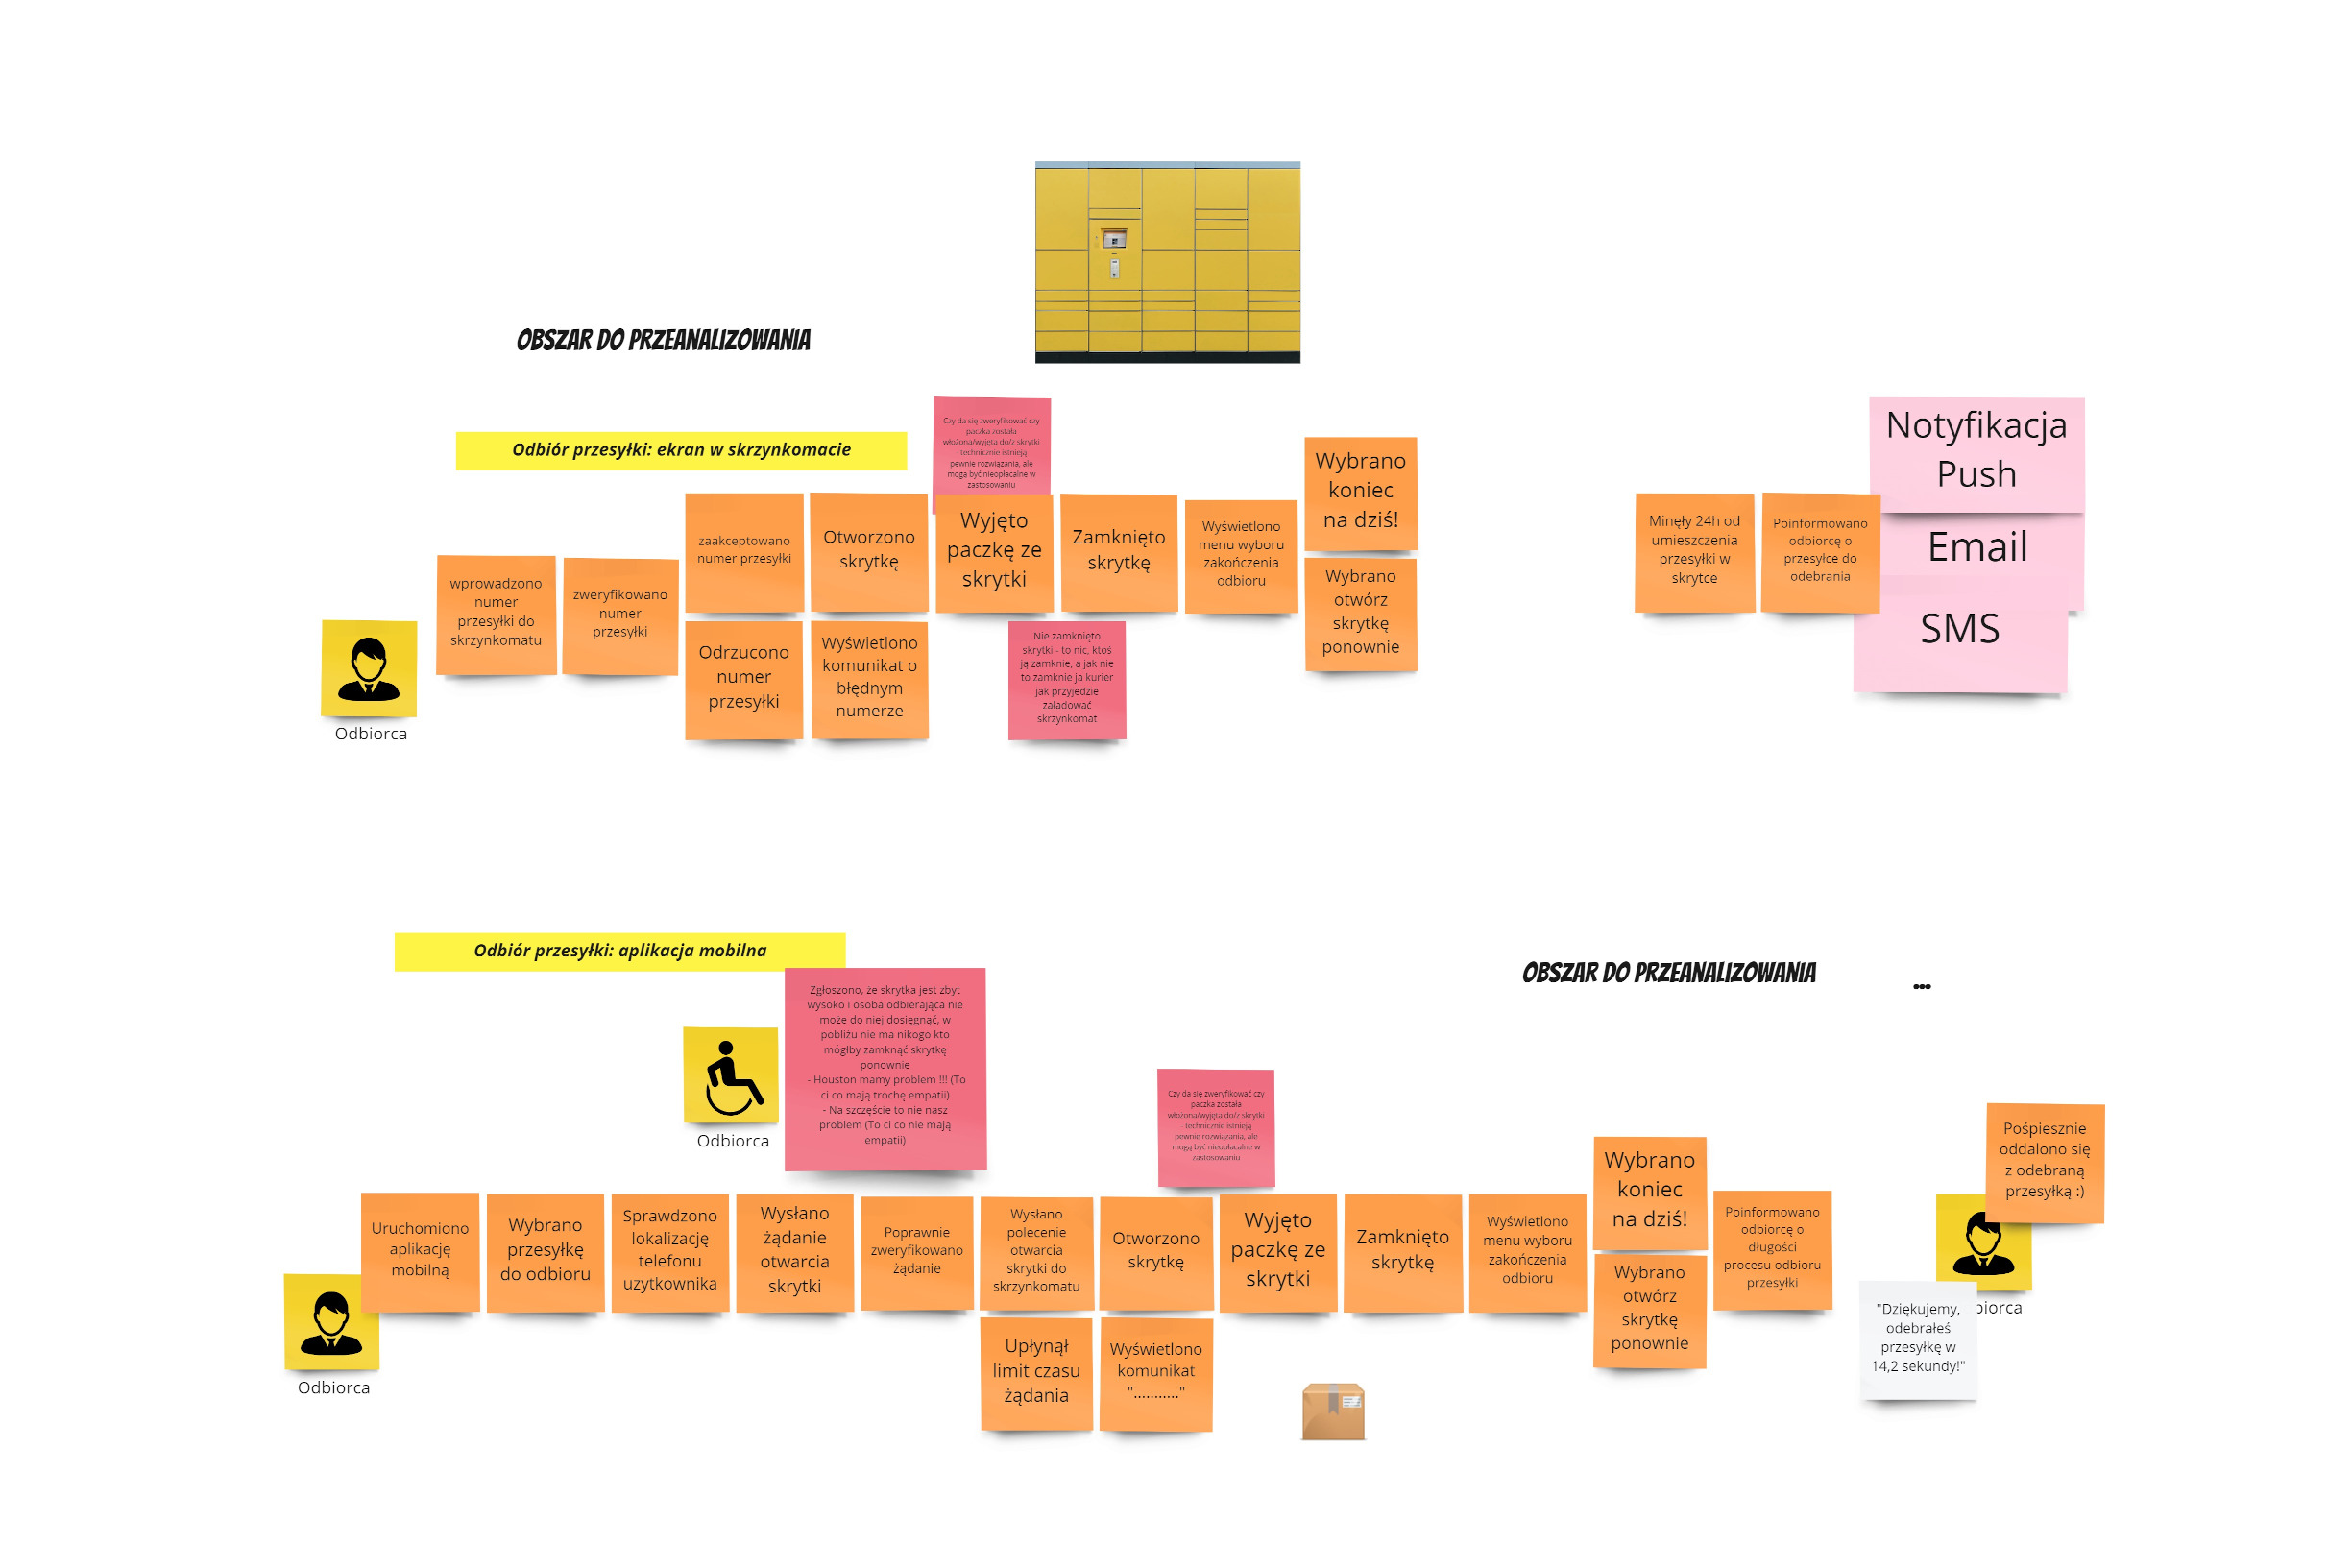 OBSZAR DO PRZEANALIZOWANIA
Odbiór przesyłki: ekran w skrzynkomacie
Czy da się zweryfikować czy
paczka została
włożona/wyjęta do/z skrytki
- technicznie istnieją
pewnie rozwiązania, ale
mogą być nieopłacalne w
zastosowaniu
wprowadzono
numer
przesyłki do
skrzynkomatu
zweryfikowano
numer
przesyłki
zaakceptowano
numer przesyłki
Otworzono
skrytkę
Wyjęto
paczkę ze
skrytki
Zamknięto
skrytkę
Wyświetlono
menu wyboru
zakończenia
odbioru
Wybrano
koniec
na dziś!
Wybrano
otwórz
skrytkę
ponownie
Odrzucono
numer
przesyłki
Wyświetlono
komunikat o
błędnym
numerze
Nie zamknięto
skrytki - to nic, ktoś
ją zamknie, a jak nie
to zamknie ja kurier
jak przyjedzie
załadować
skrzynkomat
Odbiorca
Minęły 24h od
umieszczenia
przesyłki w
skrytce
Poinformowano
odbiorcę o
przesyłce do
odebrania
Notyfikacja
Push
Email
SMS
Odbiór przesyłki: aplikacja mobilna
OBSZAR DO PRZEANALIZOWANIA ...
Zgłoszono, że skrytka jest zbyt
wysoko i osoba odbierająca nie
może do niej dosięgnąć, w
pobliżu nie ma nikogo kto
mógłby zamknąć skrytkę
ponownie
- Houston mamy problem !!! (To
ci co mają trochę empatii)
- Na szczęście to nie nasz
problem (To ci co nie mają
empatii)
Odbiorca
Czy da się zweryfikować czy
paczka została
włożona/wyjęta do/z skrytki
- technicznie istnieją
pewnie rozwiązania, ale
mogą być nieopłacalne w
zastosowaniu
Uruchomiono
aplikację
mobilną
Wybrano
przesyłkę
do odbioru
Sprawdzono
lokalizację
telefonu
uzytkownika
Wysłano
żądanie
otwarcia
skrytki
Poprawnie
zweryfikowano
żądanie
Wysłano
polecenie
otwarcia
skrytki do
skrzynkomatu
Otworzono
skrytkę
Wyjęto
paczkę ze
skrytki
Zamknięto
skrytkę
Wyświetlono
menu wyboru
zakończenia
odbioru
Wybrano
koniec
na dziś!
Wybrano
otwórz
skrytkę
ponownie
Poinformowano
odbiorcę o
długości
procesu odbioru
przesyłki
Pośpiesznie
oddalono się
z odebraną
przesyłką :)
biorca
"Dziękujemy,
odebrałeś
przesyłkę w
14,2 sekundy!"
Odbiorca
Upłynął
limit czasu
żądania
Wyświetlono
komunikat
"..........."